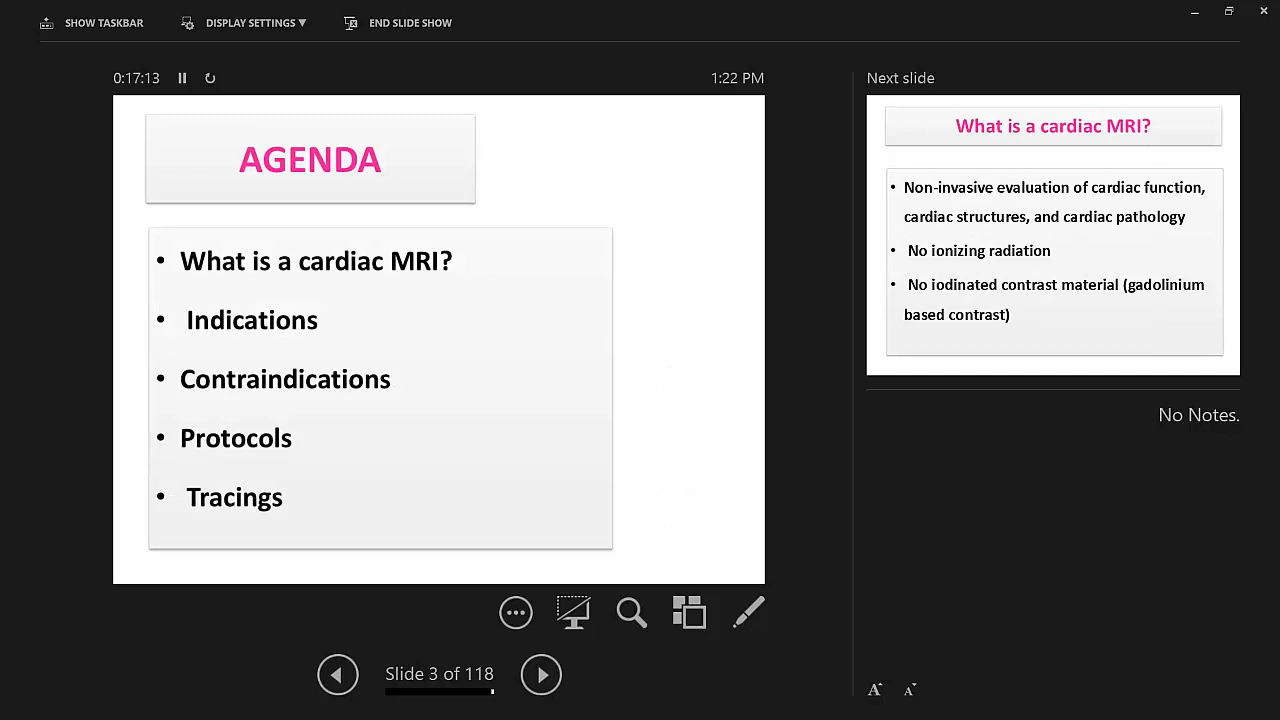 SHOW TASKBAR
DISPLAY SETTINGS ▼
END SLIDE SHOW
0:17:13
1:22 PM
AGENDA
• What is a cardiac MRI?
• Indications
• Contraindications
• Protocols
• Tracings
Slide 3 of 118
Next slide
What is a cardiac MRI?
• Non-invasive evaluation of cardiac function,
cardiac structures, and cardiac pathology
• No ionizing radiation
• No iodinated contrast material (gadolinium
based contrast)
No Notes.
A A